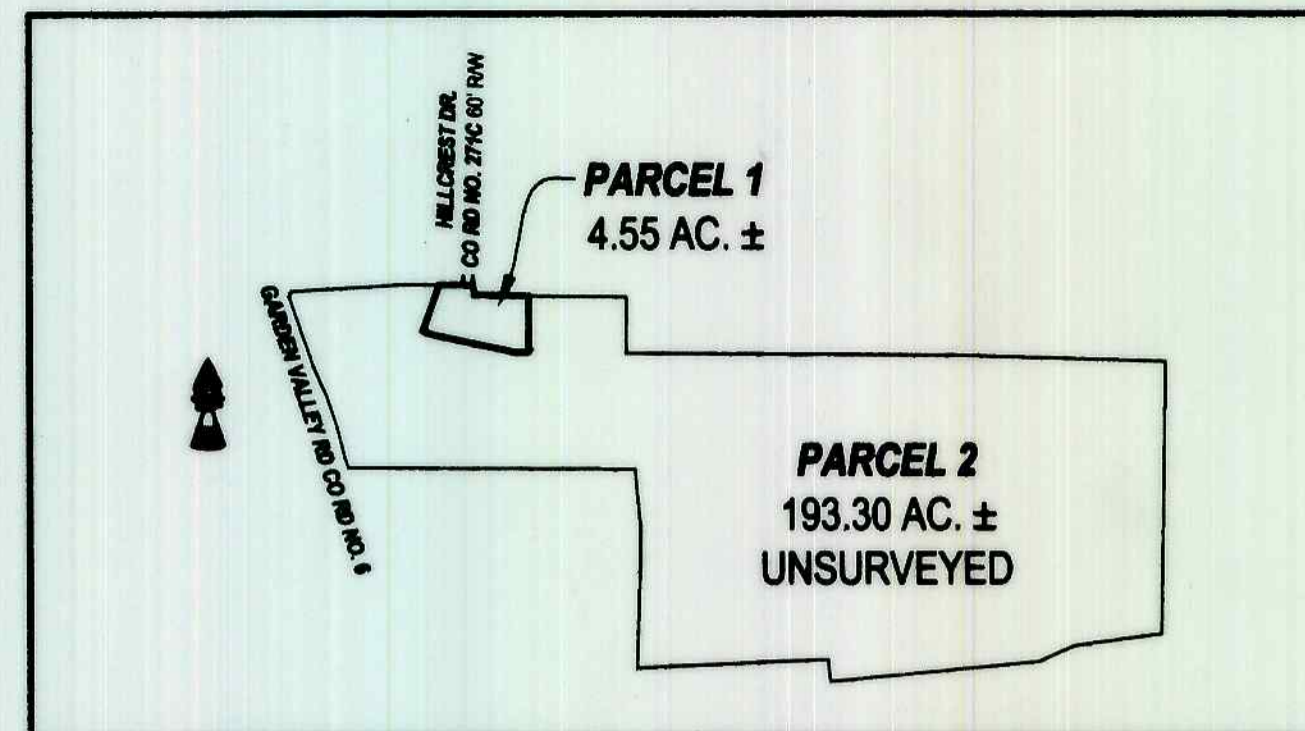 HILLCREST DR.
CO RD NO. 271C 60' R/W
PARCEL 1
4.55 AC. ±
GARDEN VALLEY RD CO RD NO. 6
PARCEL 2
193.30 AC. ±
UNSURVEYED